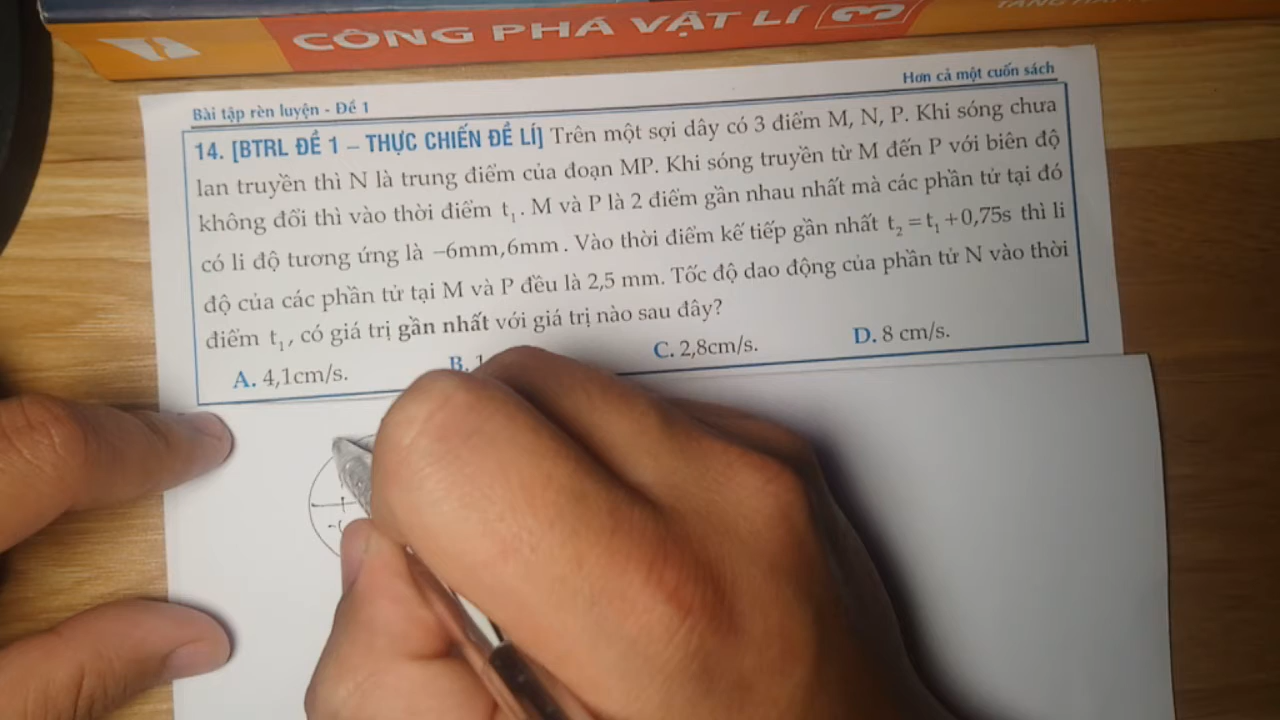 CÔNG PHÁ VẬT LÍ 3
Bài tập rèn luyện - Đề 1
Hơn cả một cuốn sách
14. [BTRL ĐỀ 1 – THỰC CHIẾN ĐỀ LÍ] Trên một sợi dây có 3 điểm M, N, P. Khi sóng chưa
lan truyền thì N là trung điểm của đoạn MP. Khi sóng truyền từ M đến P với biên độ
không đổi thì vào thời điểm t₁. M và P là 2 điểm gần nhau nhất mà các phần tử tại đó
có li độ tương ứng là –6mm,6mm. Vào thời điểm kế tiếp gần nhất t₂=t₁+0,75s thì li
độ của các phần tử tại M và P đều là 2,5 mm. Tốc độ dao động của phần tử N vào thời
điểm t₁, có giá trị gần nhất với giá trị nào sau đây?
A. 4,1cm/s. B. C. 2,8cm/s. D. 8 cm/s.